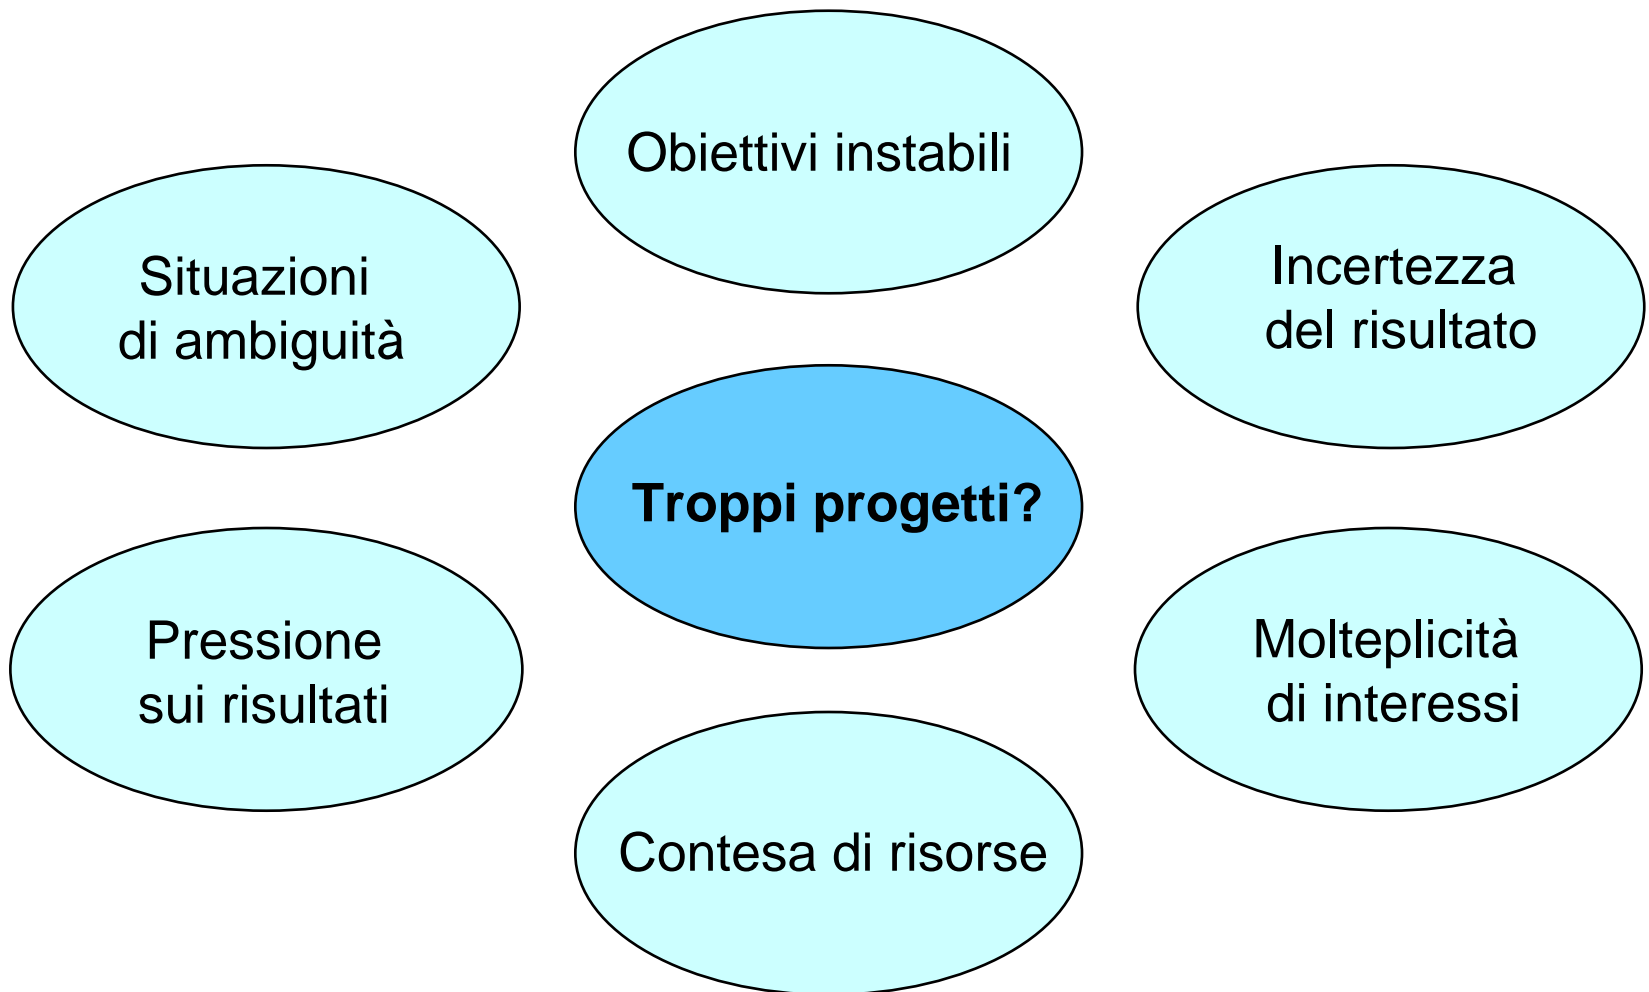 Obiettivi instabili
Situazioni
di ambiguità
Incertezza
del risultato
Troppi progetti?
Pressione
sui risultati
Molteplicità
di interessi
Contesa di risorse